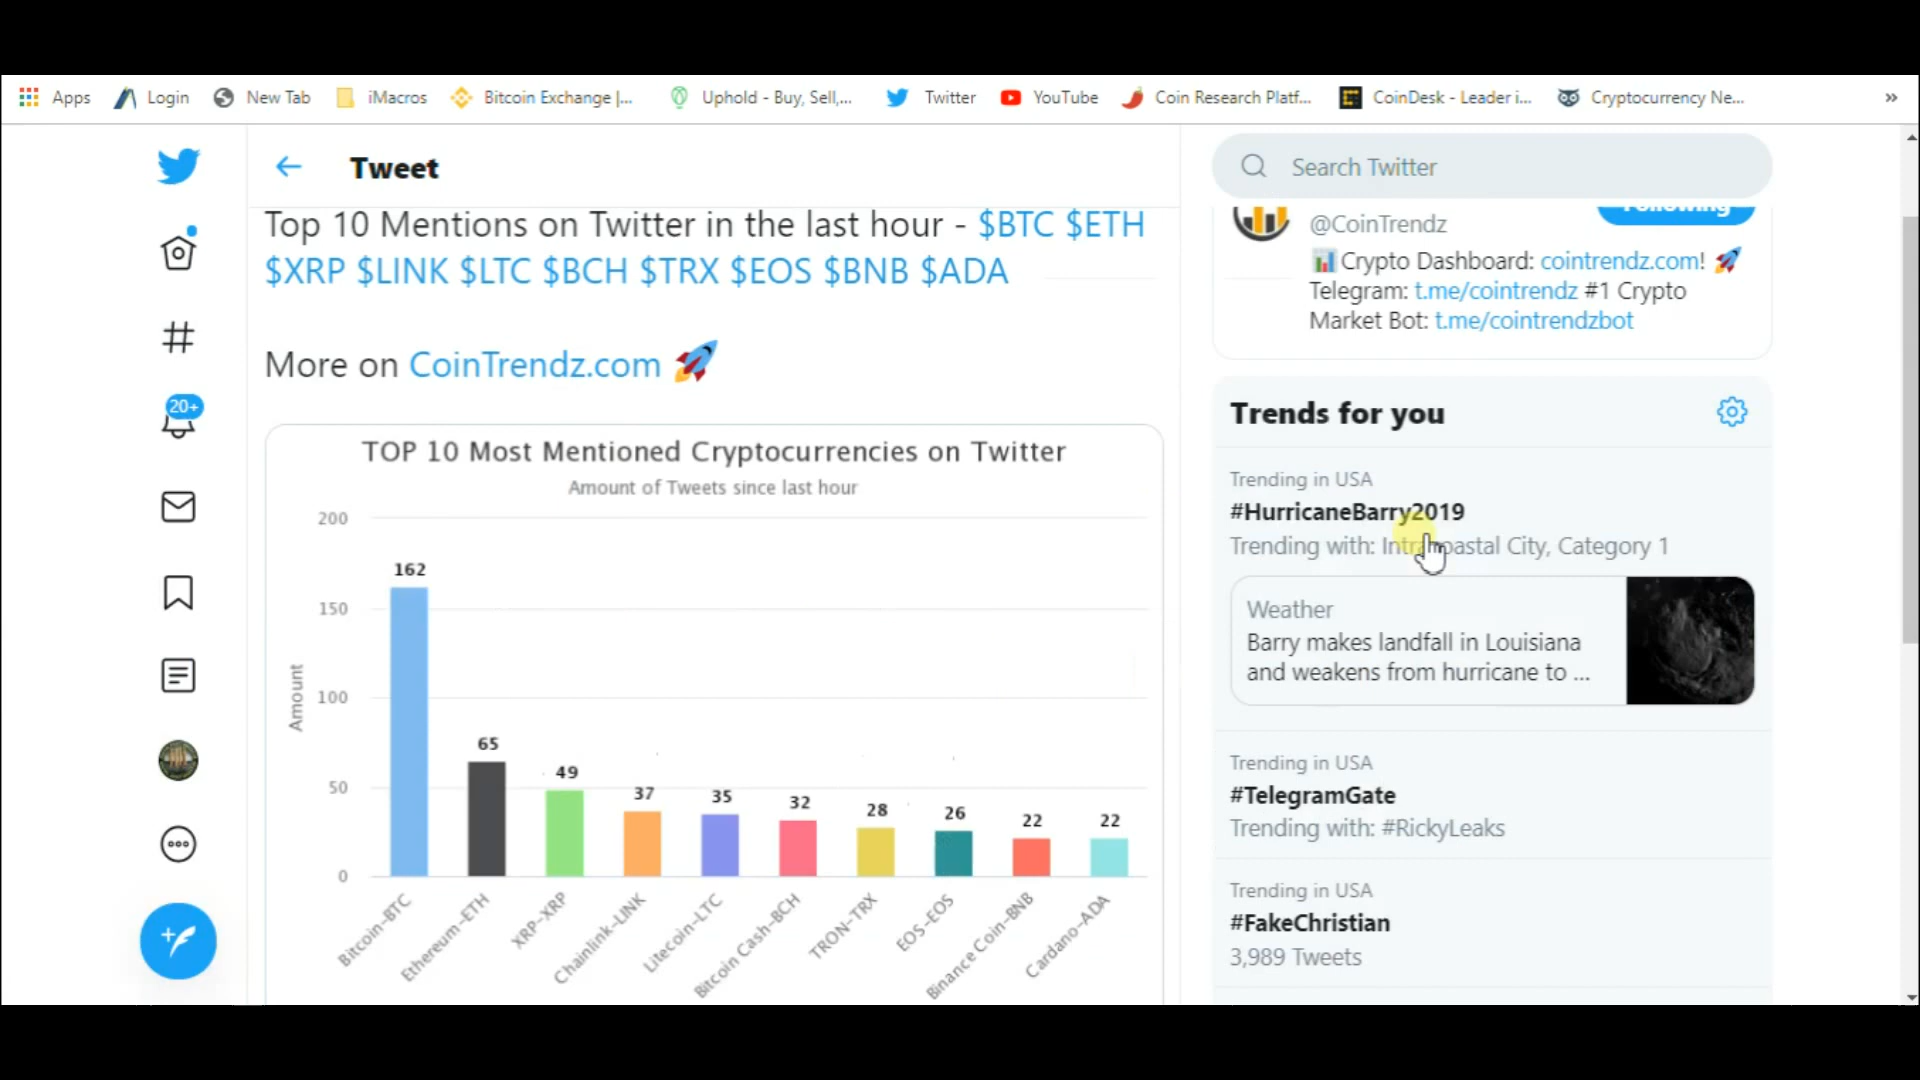 Apps Login New Tab iMacros Bitcoin Exchange |... Uphold - Buy, Sell,... Twitter YouTube Coin Research Platf... CoinDesk - Leader i... Cryptocurrency Ne... »
Tweet
Top 10 Mentions on Twitter in the last hour - $BTC $ETH
$XRP $LINK $LTC $BCH $TRX $EOS $BNB $ADA
More on CoinTrendz.com
20+
TOP 10 Most Mentioned Cryptocurrencies on Twitter
Amount of Tweets since last hour
Amount
200
150
100
50
0
162
65
49
37
35
32
28
26
22
22
Bitcoin-BTC
Ethereum-ETH
XRP-XRP
Chainlink-LINK
Litecoin-LTC
Bitcoin Cash-BCH
TRON-TRX
EOS-EOS
Binance Coin-BNB
Cardano-ADA
Search Twitter
Following
@CoinTrendz
Crypto Dashboard: cointrendz.com!
Telegram: t.me/cointrendz #1 Crypto
Market Bot: t.me/cointrendzbot
Trends for you
Trending in USA
#HurricaneBarry2019
Trending with: City, Category 1
Weather
Barry makes landfall in Louisiana
and weakens from hurricane to ...
Trending in USA
#TelegramGate
Trending with: #RickyLeaks
Trending in USA
#FakeChristian
3,989 Tweets